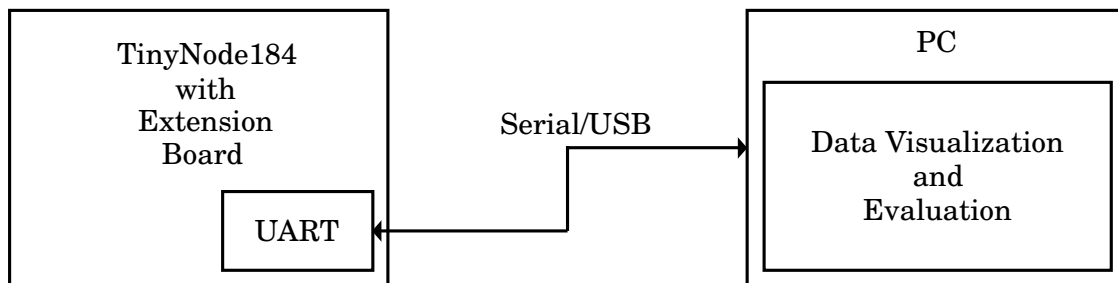 TinyNode184
with
Extension
Board
UART
Serial/USB
PC
Data Visualization
and
Evaluation